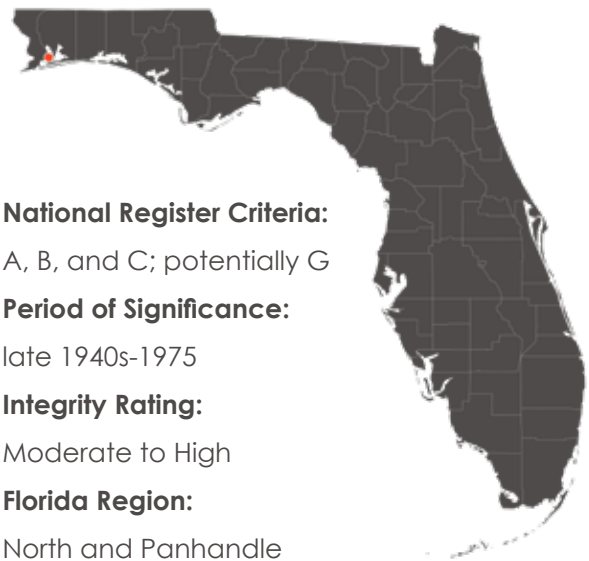 National Register Criteria:
A, B, and C; potentially G
Period of Significance:
late 1940s-1975
Integrity Rating:
Moderate to High
Florida Region:
North and Panhandle